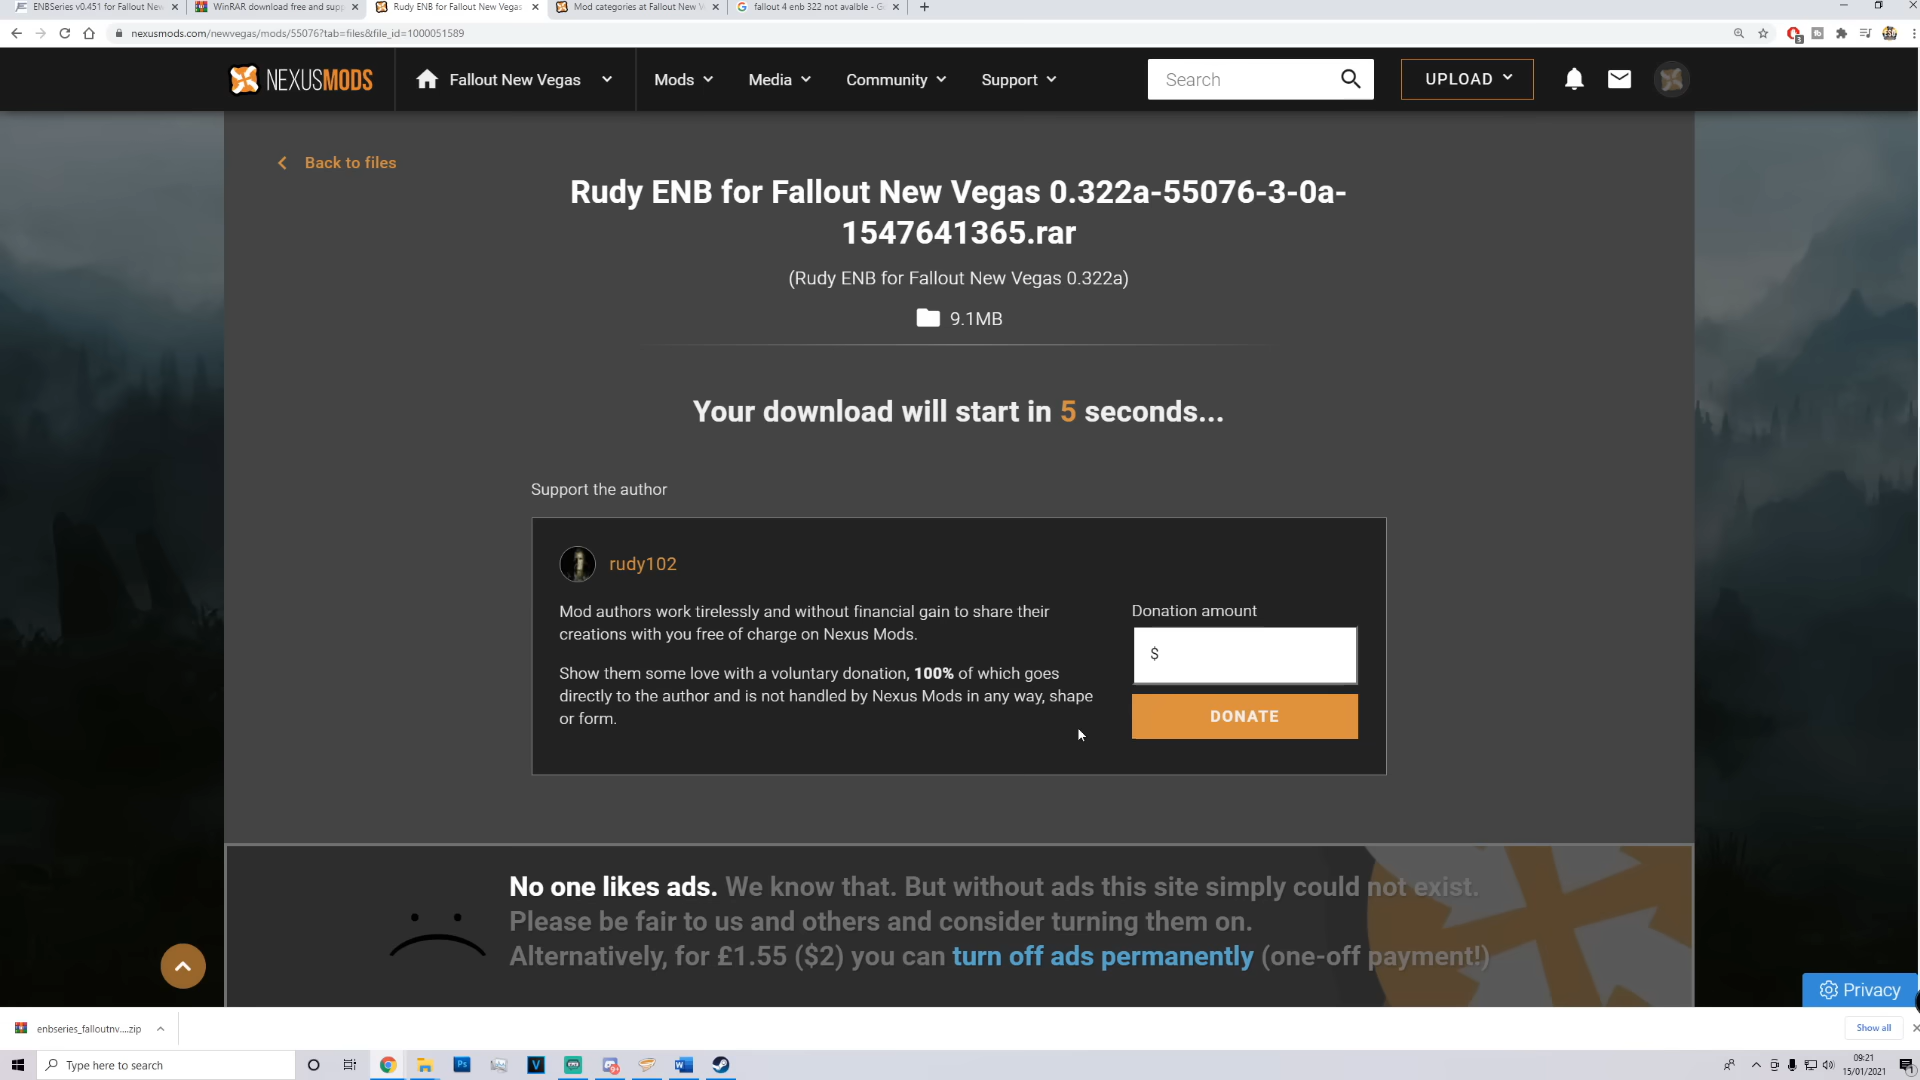 ENBSeries v0.451 for Fallout New
WinRAR download free and supp
Rudy ENB for Fallout New Vegas
Mod categories at Fallout New V
fallout 4 enb 322 not avalble - G
nexusmods.com/newvegas/mods/55076?tab=files&file_id=1000051589
NEXUSMODS
Fallout New Vegas
Mods
Media
Community
Support
Search
UPLOAD
Back to files
Rudy ENB for Fallout New Vegas 0.322a-55076-3-0a-
1547641365.rar
(Rudy ENB for Fallout New Vegas 0.322a)
9.1MB
Your download will start in 5 seconds...
Support the author
rudy102
Mod authors work tirelessly and without financial gain to share their
creations with you free of charge on Nexus Mods.
Show them some love with a voluntary donation, 100% of which goes
directly to the author and is not handled by Nexus Mods in any way, shape
or form.
Donation amount
$
DONATE
No one likes ads. We know that. But without ads this site simply could not exist.
Please be fair to us and others and consider turning them on.
Alternatively, for £1.55 ($2) you can turn off ads permanently (one-off payment!)
Privacy
enbseries_falloutnv....zip
Show all
Type here to search
09:21
15/01/2021